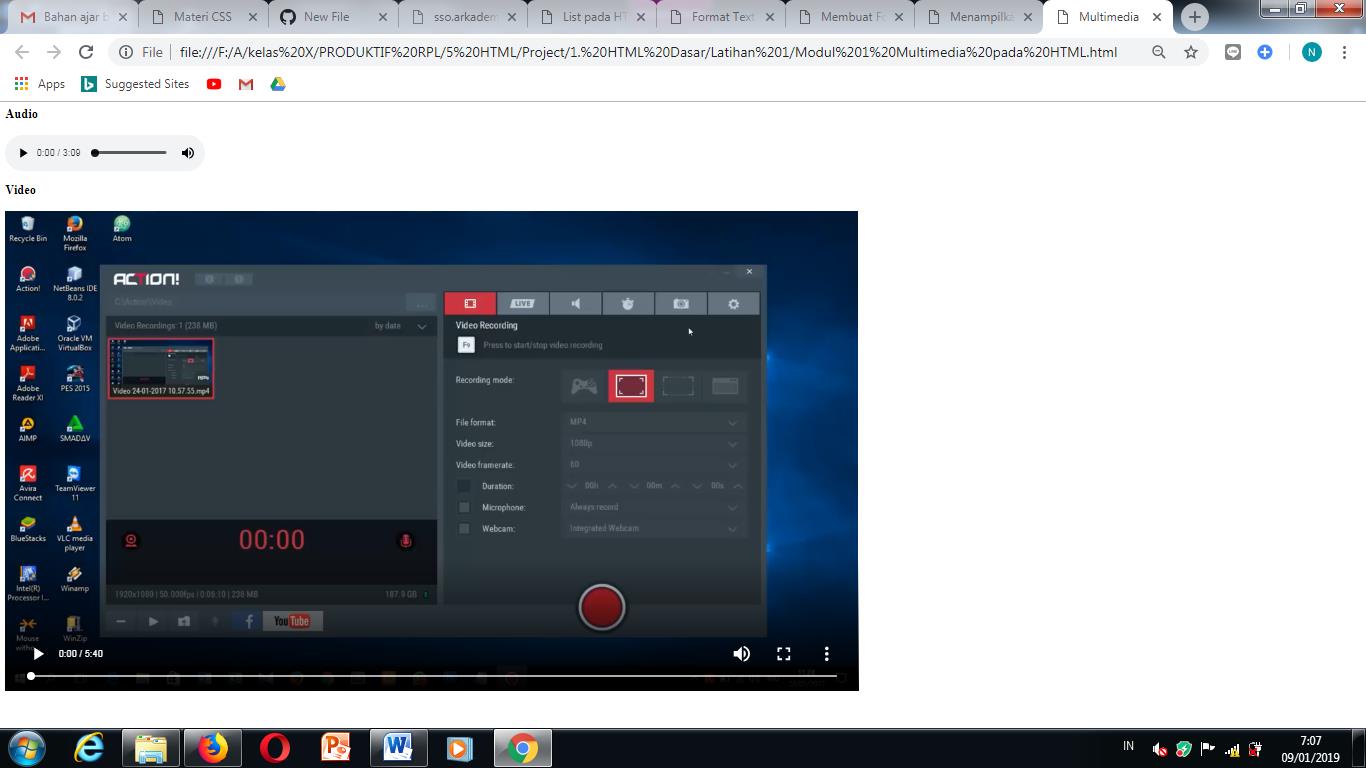 Bahan ajar b
Materi CSS
New File
sso.arkadem
List pada HT
Format Text
Membuat Fo
Menampilka
Multimedia
File
file:///F:/A/kelas%20X/PRODUKTIF%20RPL/5%20HTML/Project/1.%20HTML%20Dasar/Latihan%201/Modul%201%20Multimedia%20pada%20HTML.html
N
Apps
Suggested Sites
Audio
0:00 / 3:09
Video
Recycle Bin
Mozilla Firefox
Atom
Action!
NetBeans IDE 8.0.2
Adobe Applicati...
Oracle VM VirtualBox
Adobe Reader XI
PES 2015
AIMP
SMADΔV
Avira Connect
TeamViewer 11
BlueStacks
VLC media player
Intel(R) Processor I...
Winamp
Mouse witho...
WinZip
ACTION!
C:\Action!\Video
...
Video Recordings: 1 (238 MB)
by date
Video 24-01-2017 10.57.55.mp4
00:00
1920x1080 | 50.000fps | 0:06:10 | 238 MB
187.9 GB
YouTube
LIVE
Video Recording
F9
Press to start/stop video recording
Recording mode:
File format:
MP4
Video size:
1080p
Video framerate:
60
Duration:
00h
00m
00s
Microphone:
Always record
Webcam:
Integrated Webcam
0:00 / 5:40
IN
7:07
09/01/2019